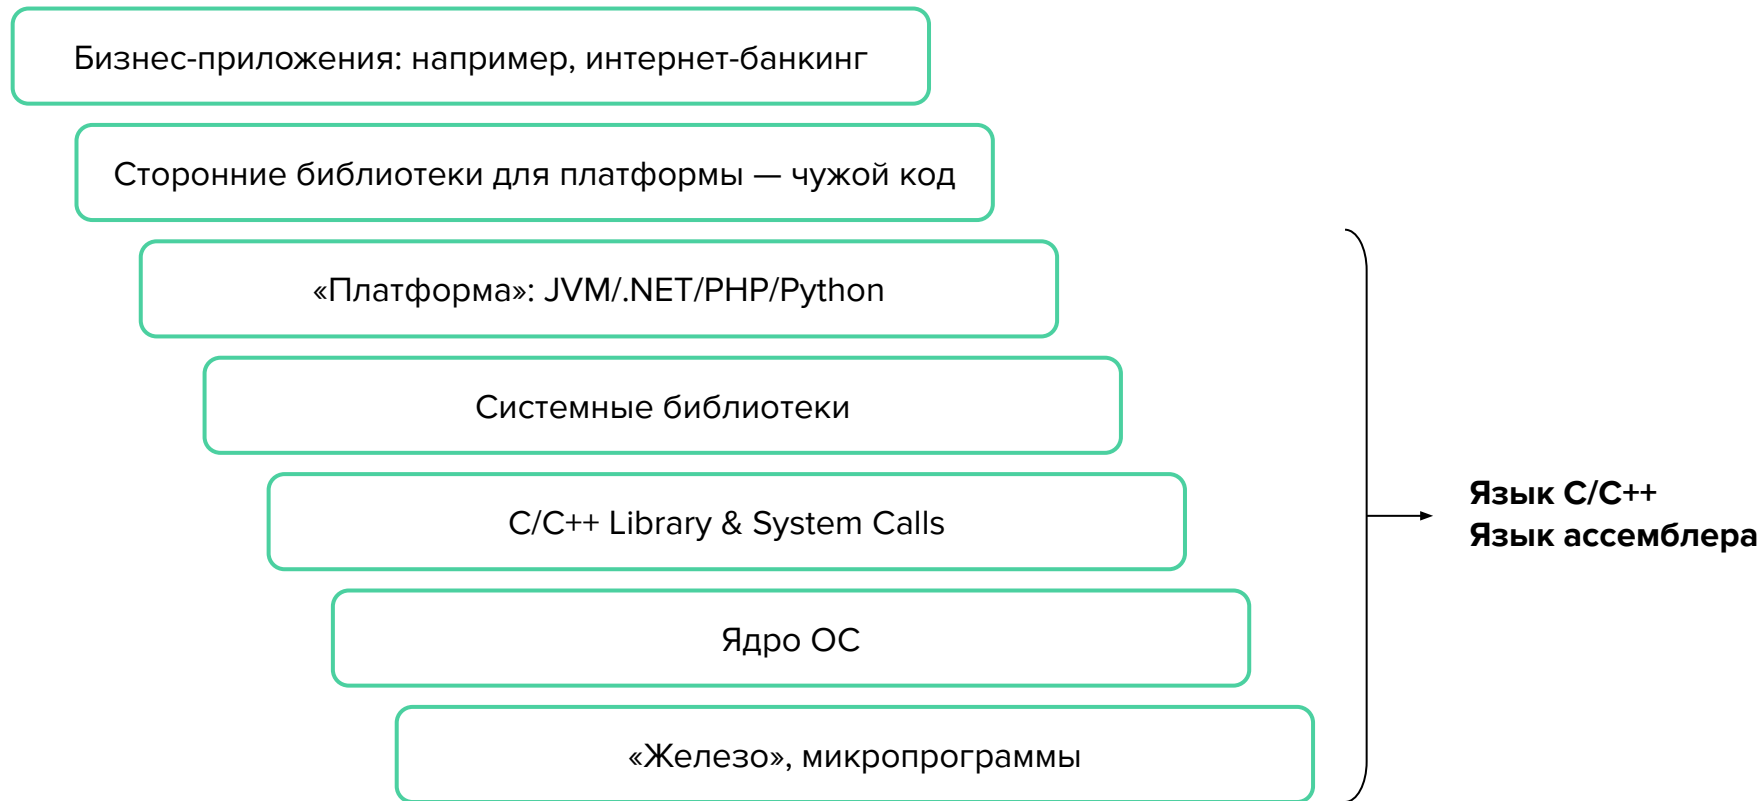 Бизнес-приложения: например, интернет-банкинг
Сторонние библиотеки для платформы — чужой код
«Платформа»: JVM/.NET/PHP/Python
Системные библиотеки
C/C++ Library & System Calls
Ядро ОС
«Железо», микропрограммы
Язык C/C++
Язык ассемблера